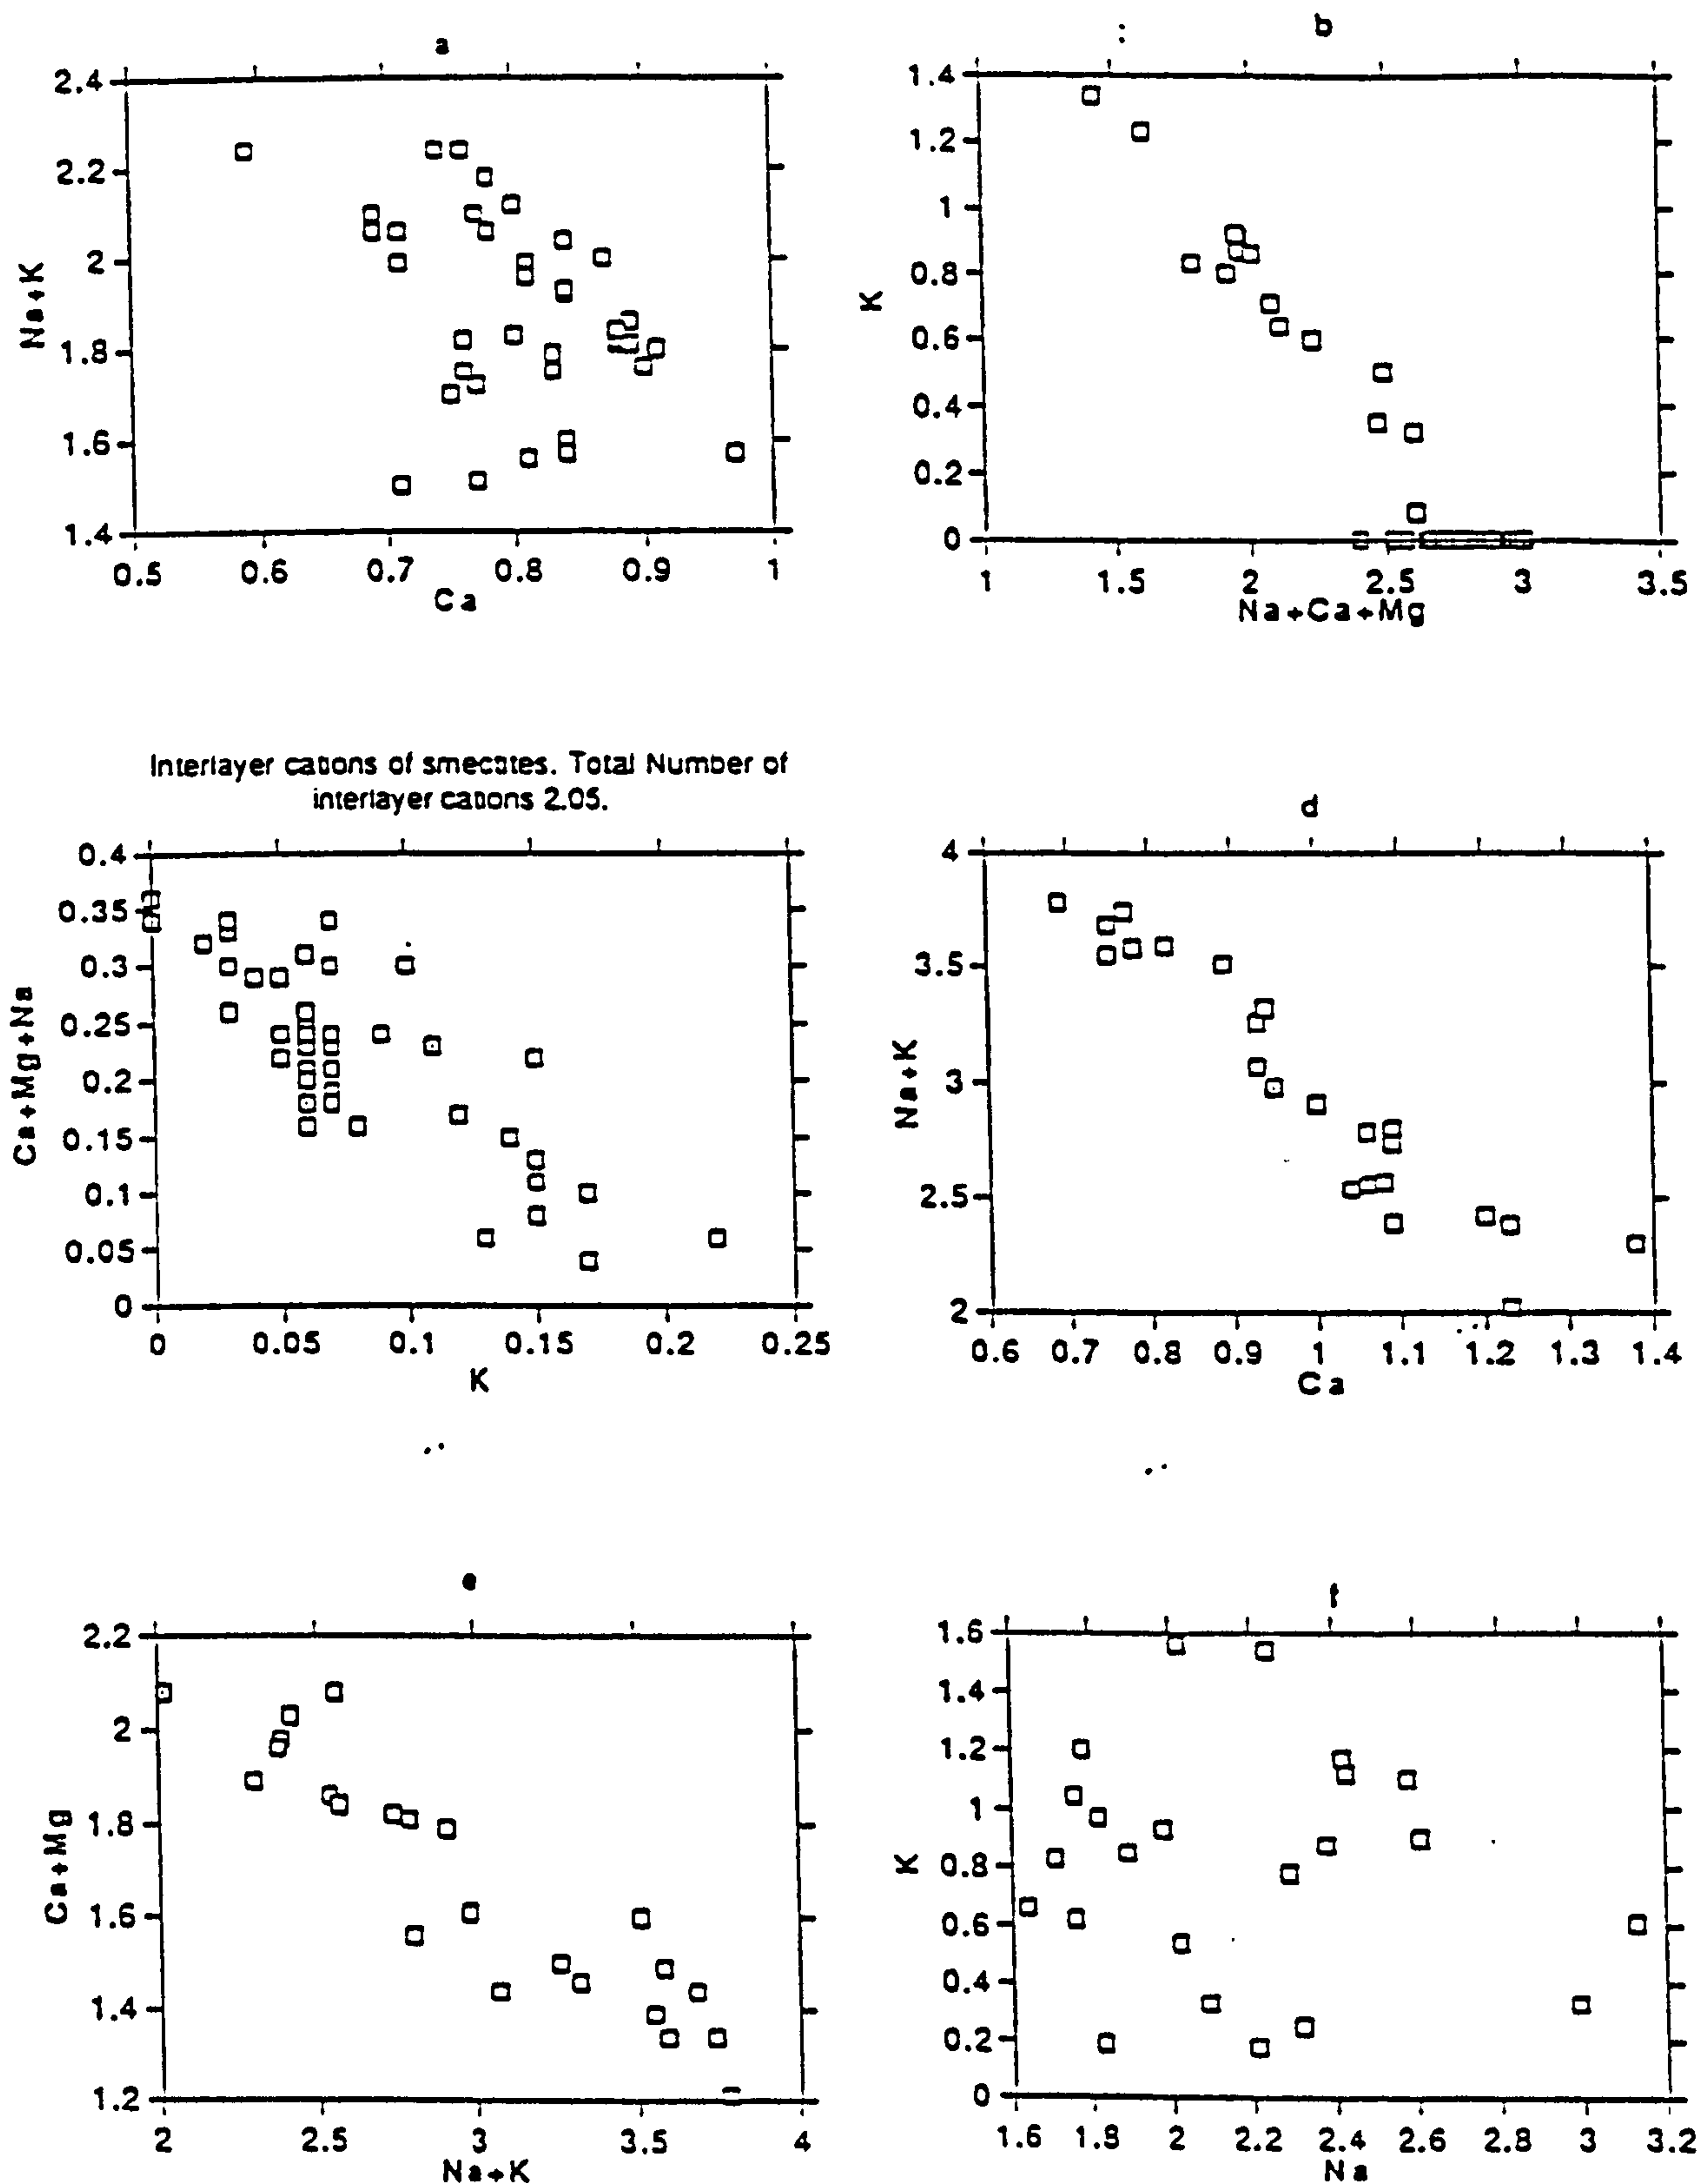 a
2.4
2.2
2
1.8
1.6
1.4
Na+K
0.5 0.6 0.7 0.8 0.9 1
Ca
b
1.4
1.2
1
0.8
0.6
0.4
0.2
0
K
1 1.5 2 2.5 3 3.5
Na+Ca+Mg
Interlayer cations of smectites. Total Number of
interlayer cations 2.05.
0.4
0.35
0.3
0.25
0.2
0.15
0.1
0.05
0
Ca+Mg+Na
0 0.05 0.1 0.15 0.2 0.25
K
d
4
3.5
3
2.5
2
Na+K
0.6 0.7 0.8 0.9 1 1.1 1.2 1.3 1.4
Ca
e
2.2
2
1.8
1.6
1.4
1.2
Ca+Mg
2 2.5 3 3.5 4
Na+K
f
1.6
1.4
1.2
1
0.8
0.6
0.4
0.2
0
K
1.6 1.8 2 2.2 2.4 2.6 2.8 3 3.2
Na